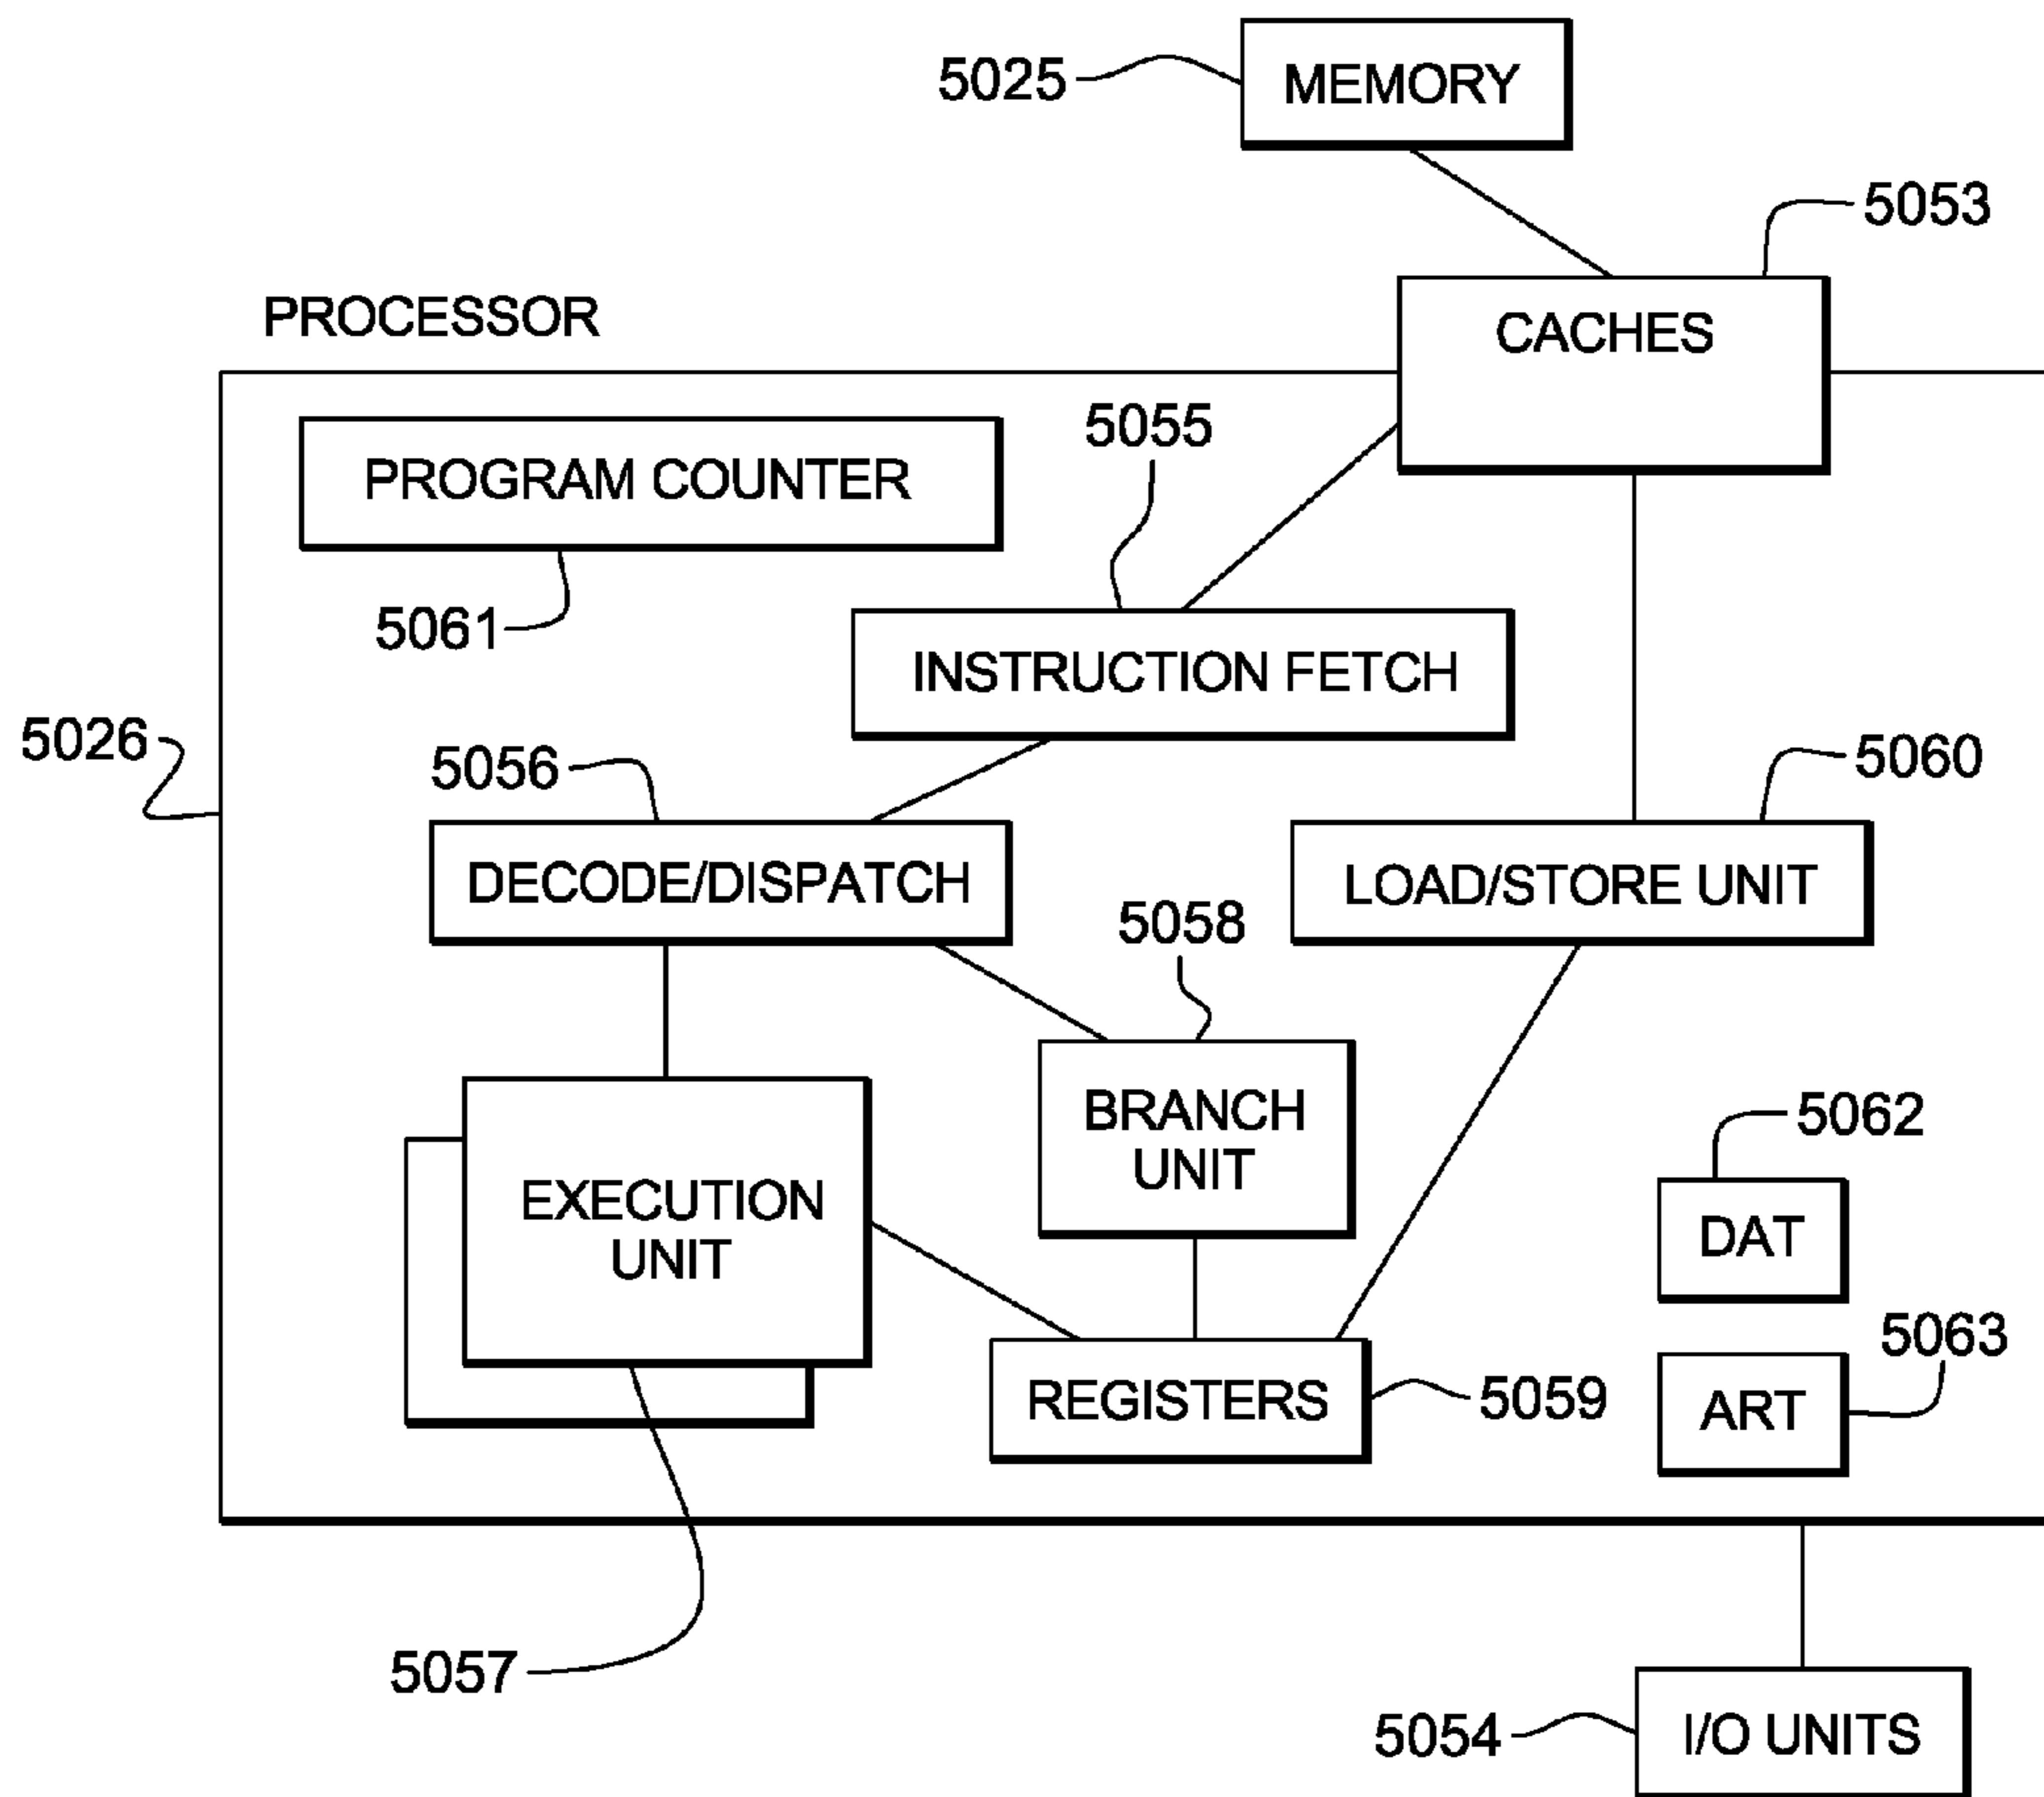 5025
MEMORY
5053
PROCESSOR
CACHES
5055
PROGRAM COUNTER
5061
INSTRUCTION FETCH
5026
5056
5060
DECODE/DISPATCH
LOAD/STORE UNIT
5058
BRANCH
UNIT
5062
EXECUTION
UNIT
DAT
5063
REGISTERS
5059
ART
5057
5054
I/O UNITS